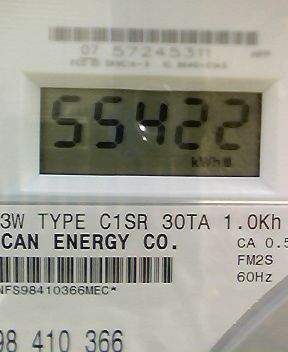 07 57245311
55422
kWh
3W TYPE C1SR 30TA 1.0Kh
CAN ENERGY CO.
CA 0.5
FM2S
NFS98410366MEC*
60Hz
98 410 366